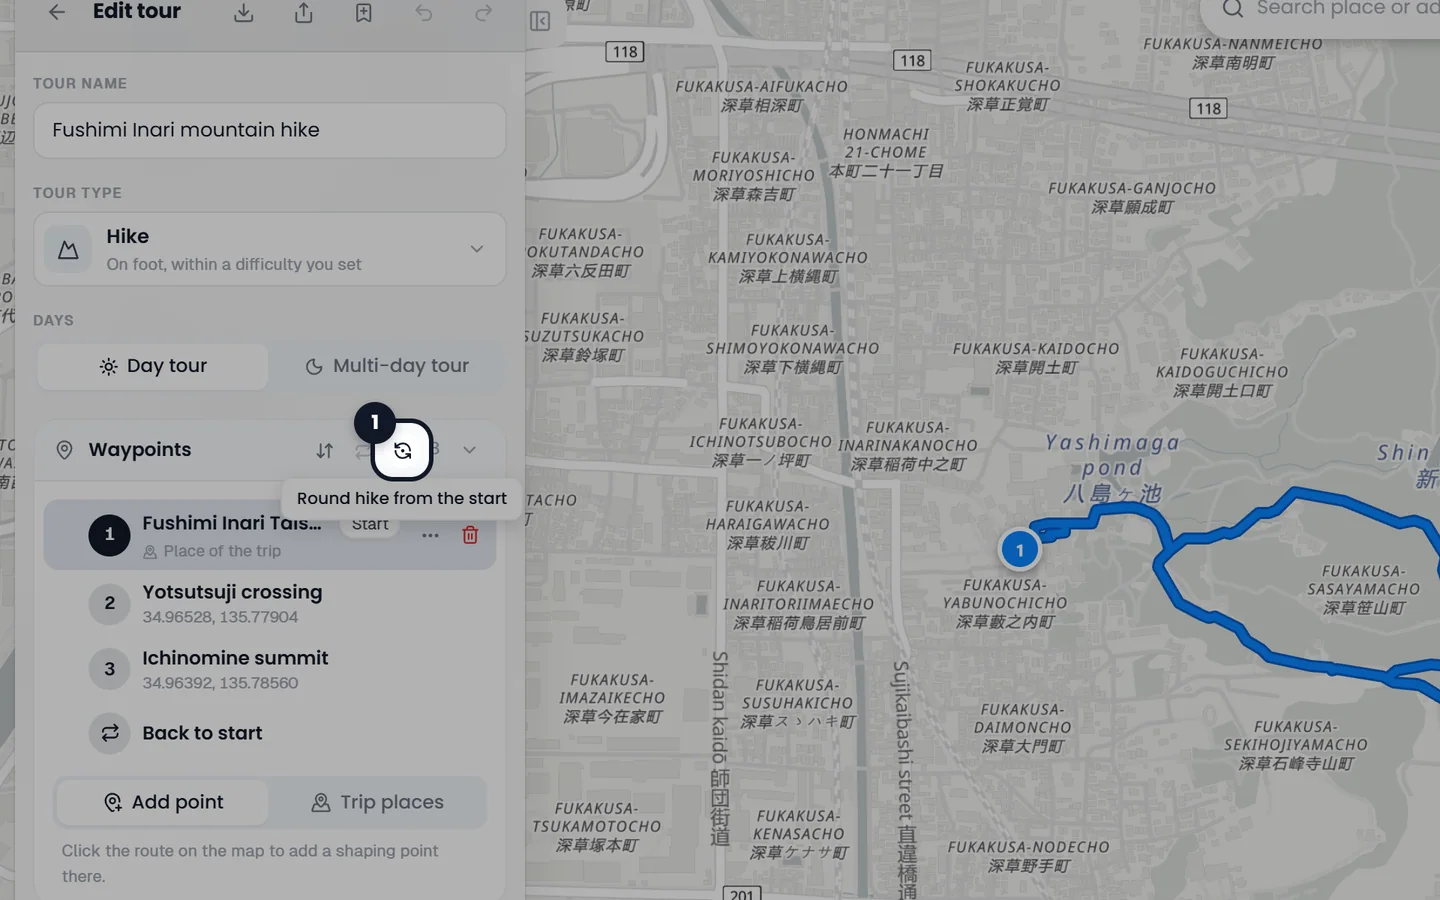 Edit tour
TOUR NAME
Fushimi Inari mountain hike
TOUR TYPE
Hike
On foot, within a difficulty you set
DAYS
Day tour
Multi-day tour
Waypoints
1
Round hike from the start
1
Fushimi Inari Tais...
Start
Place of the trip
2
Yotsutsuji crossing
34.96528, 135.77904
3
Ichinomine summit
34.96392, 135.78560
Back to start
Add point
Trip places
Click the route on the map to add a shaping point
there.
Search place or ad
118
118
118
FUKAKUSA-NANMEICHO
深草南明町
FUKAKUSA-AIFUKACHO
深草相深町
FUKAKUSA-
SHOKAKUCHO
深草正覚町
HONMACHI
21-CHOME
本町二十一丁目
FUKAKUSA-
MORIYOSHICHO
深草森吉町
FUKAKUSA-GANJOCHO
深草願成町
FUKAKUSA-
OKUTANDACHO
深草六反田町
FUKAKUSA-
KAMIYOKONAWACHO
深草上横縄町
FUKAKUSA-
SUZUTSUKACHO
深草鈴塚町
FUKAKUSA-
SHIMOYOKONAWACHO
深草下横縄町
FUKAKUSA-KAIDOCHO
深草開土町
FUKAKUSA-
KAIDOGUCHICHO
深草開土口町
FUKAKUSA-
ICHINOTSUBOCHO
深草一ノ坪町
FUKAKUSA-
INARINAKANOCHO
深草稲荷中之町
Yashimaga
pond
八島ヶ池
Shin
新
TACHO
町
FUKAKUSA-
HARAIGAWACHO
深草秡川町
1
FUKAKUSA-
YABUNOCHICHO
深草藪之内町
FUKAKUSA-
SASAYAMACHO
深草笹山町
FUKAKUSA-
INARITORIIMAECHO
深草稲荷鳥居前町
FUKAKUSA-
IMAZAIKECHO
深草今在家町
FUKAKUSA-
SUSUHAKICHO
深草スゝハキ町
FUKAKUSA-
DAIMONCHO
深草大門町
FUKAKUSA-
SEKIHOJIYAMACHO
深草石峰寺山町
Shidan kaidō 師団街道
Sujikaibashi street 直違橋通
FUKAKUSA-
TSUKAMOTOCHO
深草塚本町
FUKAKUSA-
KENASACHO
深草ケナサ町
FUKAKUSA-NODECHO
深草野手町
201